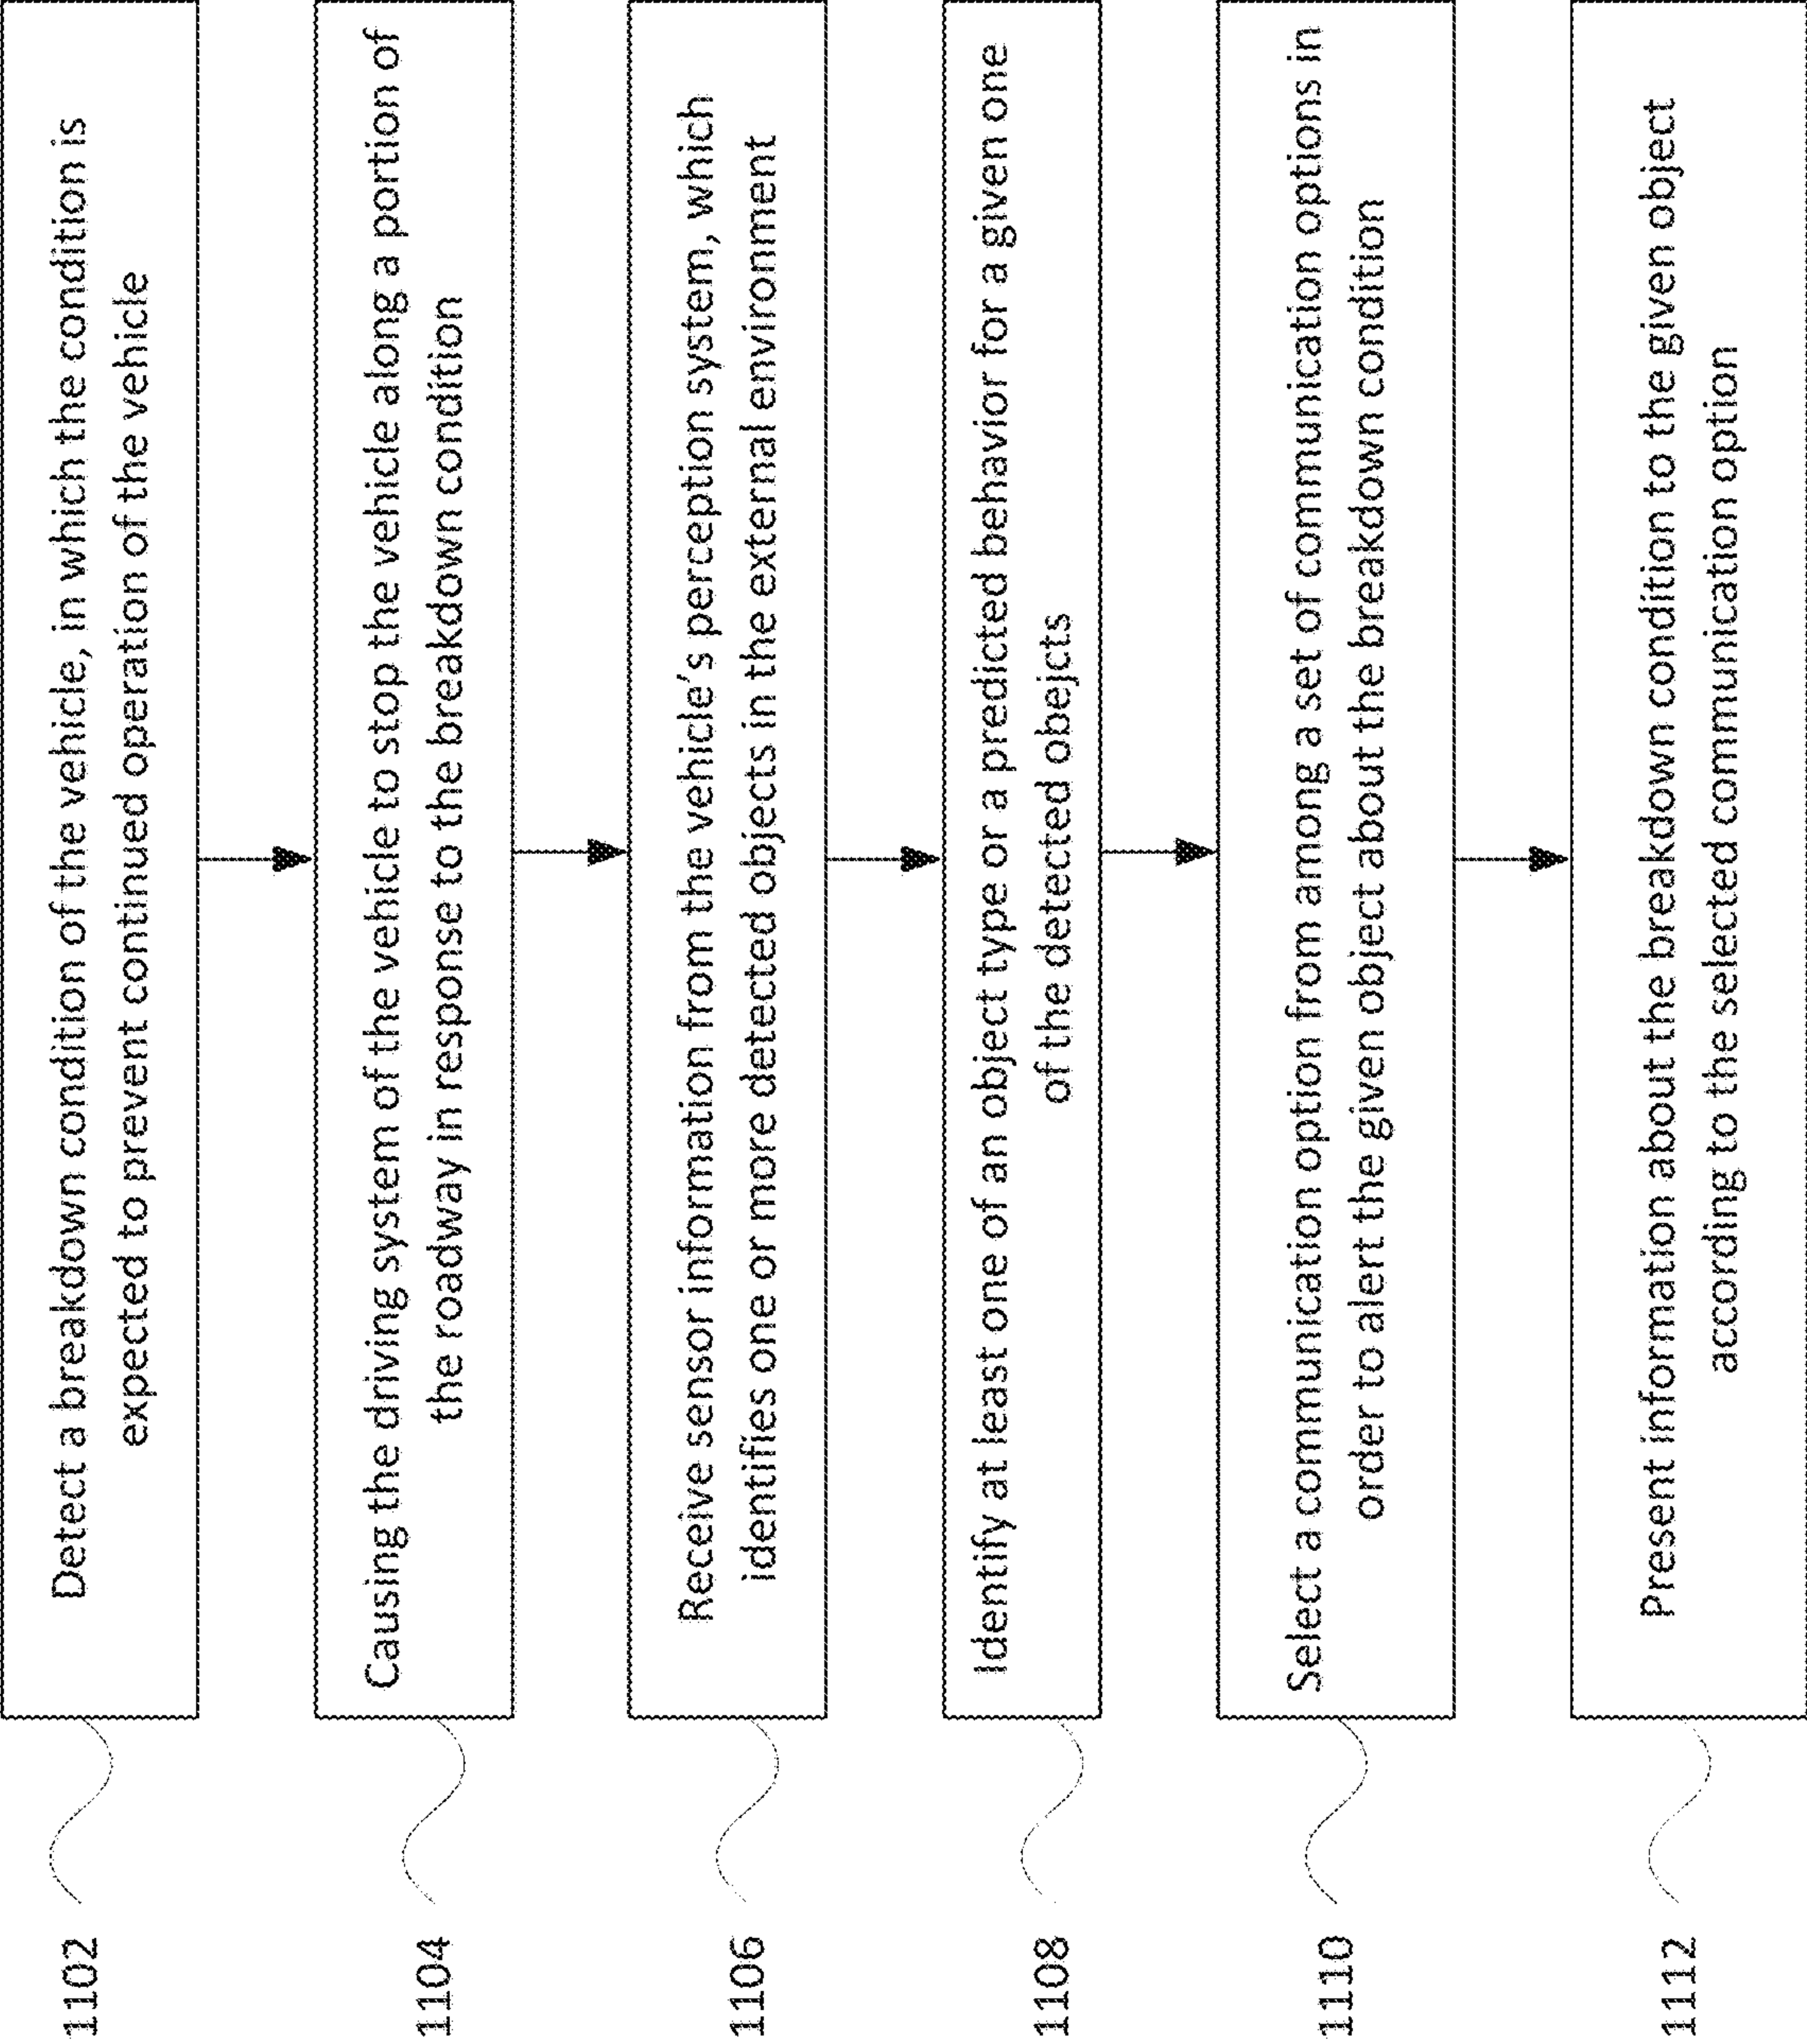 1102
Detect a breakdown condition of the vehicle, in which the condition is
expected to prevent continued operation of the vehicle
1104
Causing the driving system of the vehicle to stop the vehicle along a portion of
the roadway in response to the breakdown condition
1106
Receive sensor information from the vehicle's perception system, which
identifies one or more detected objects in the external environment
1108
Identify at least one of an object type or a predicted behavior for a given one
of the detected obejcts
1110
Select a communication option from among a set of communication options in
order to alert the given object about the breakdown condition
1112
Present information about the breakdown condition to the given object
according to the selected communication option